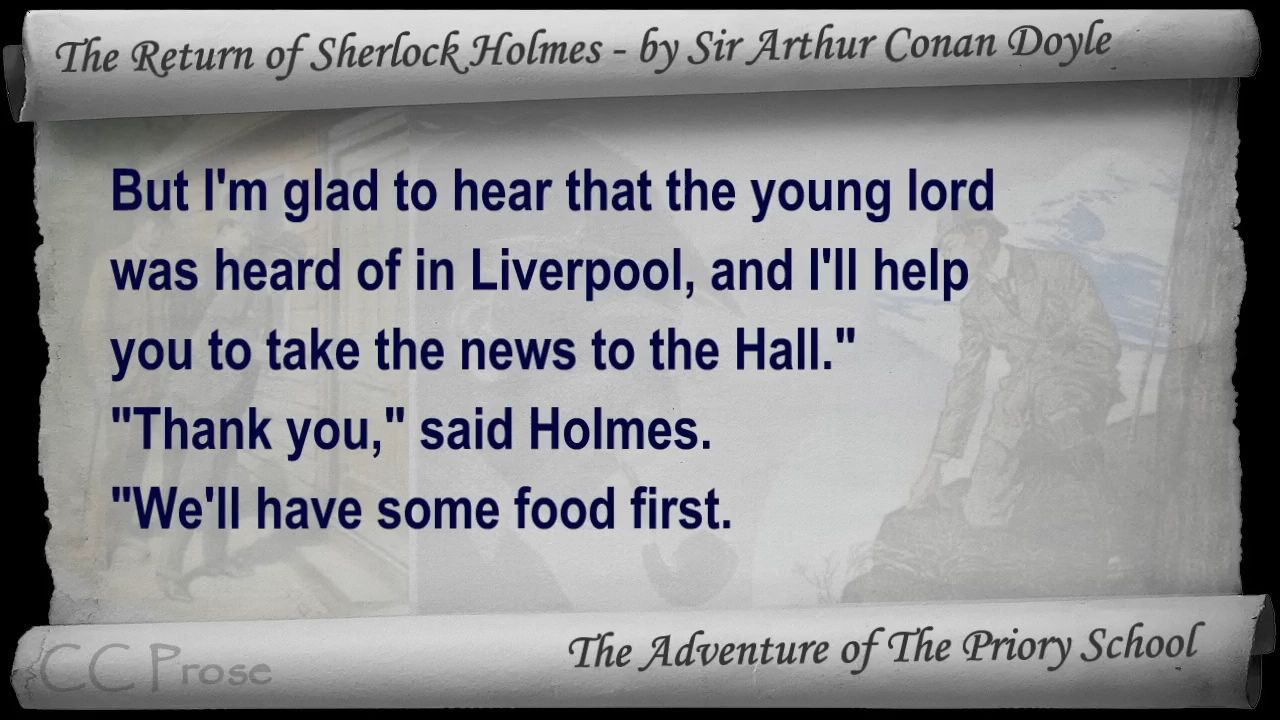 The Return of Sherlock Holmes - by Sir Arthur Conan Doyle
But I'm glad to hear that the young lord
was heard of in Liverpool, and I'll help
you to take the news to the Hall."
"Thank you," said Holmes.
"We'll have some food first.
The Adventure of The Priory School
CC Prose